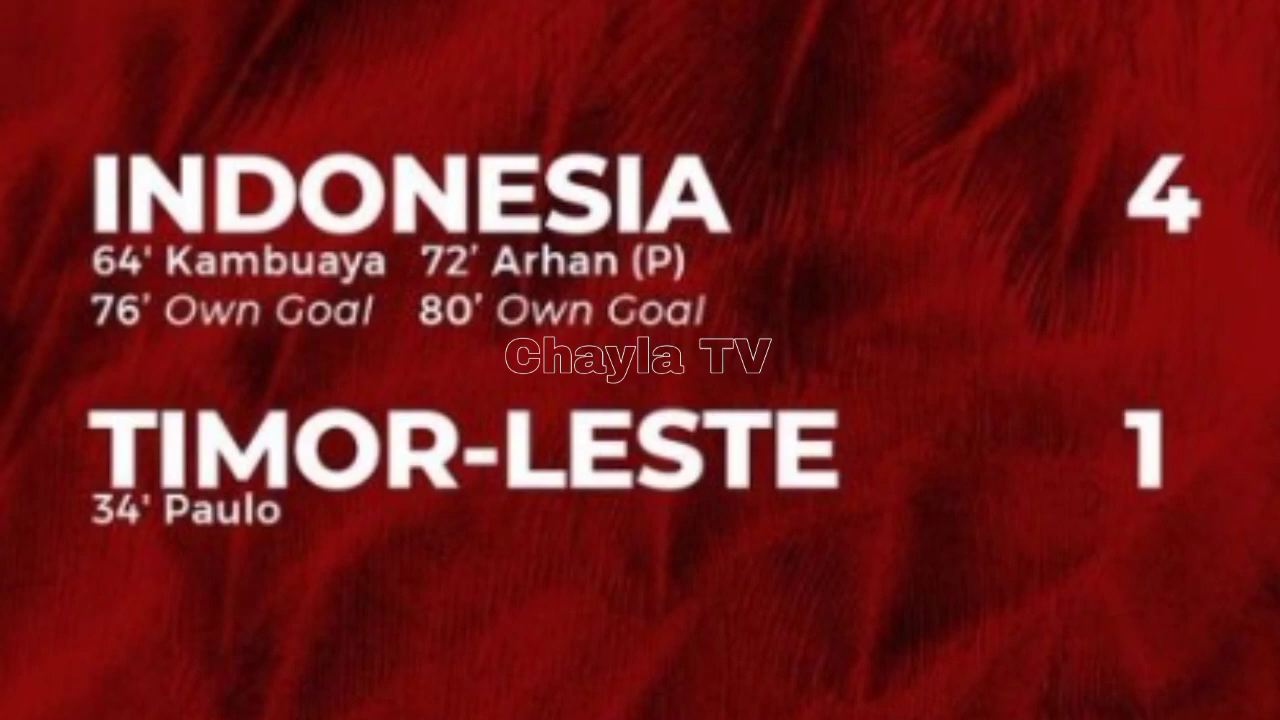 INDONESIA 4
64' Kambuaya 72' Arhan (P)
76' Own Goal 80' Own Goal
Chayla TV
TIMOR-LESTE 1
34' Paulo